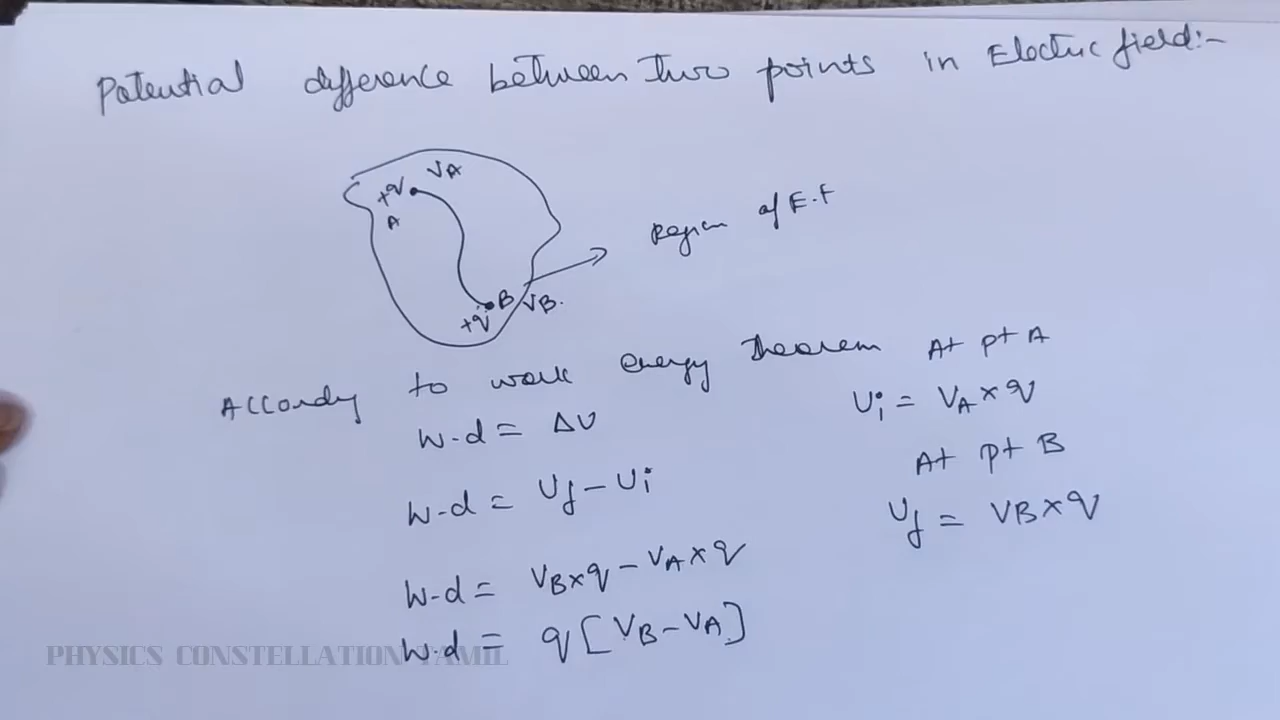 Potential difference between two points in Electric field:-
+q VA
A
B VB.
+q
Region of E.F
According to work energy theorem
At pt A
W.d = ΔU
Ui = VA×q
At pt B
W.d = Uf - Ui
Uf = VB×q
W.d = VB×q - VA×q
W.d = q[VB-VA]
PHYSICS CONSTELLATION TAMIL